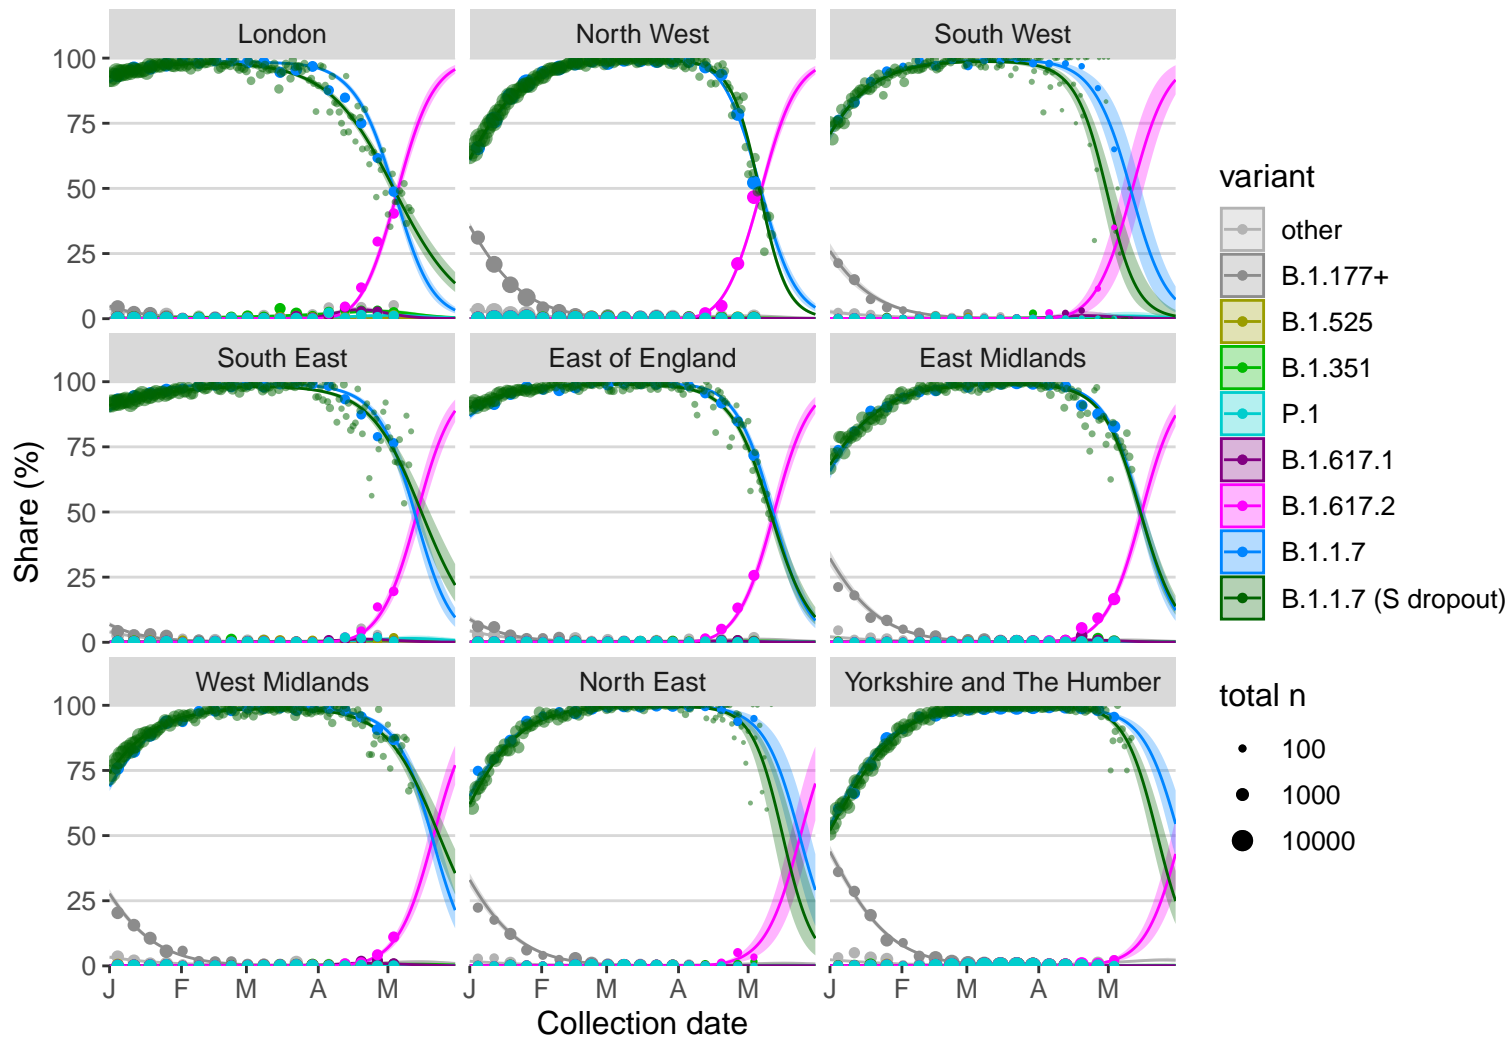 London
North West
South West
100
75
50
25
0
South East
East of England
East Midlands
100
75
50
25
0
West Midlands
North East
Yorkshire and The Humber
100
75
50
25
0
J F M A M
J F M A M
J F M A M
Share (%)
Collection date
variant
other
B.1.177+
B.1.525
B.1.351
P.1
B.1.617.1
B.1.617.2
B.1.1.7
B.1.1.7 (S dropout)
total n
100
1000
10000